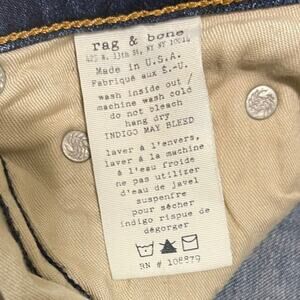 rag & bone
425 W. 13th St, NY NY 10014
Made in U.S.A.
Fabriqué aux É.-U.
wash inside out /
machine wash cold
do not bleach
hang dry
INDIGO MAY BLEED
laver à l'envers,
laver à la machine
à l'eau froide
ne pas utiliser
d'eau de javel
suspenfre
pour sécher
indigo rispue de
dégorger
RN # 108879